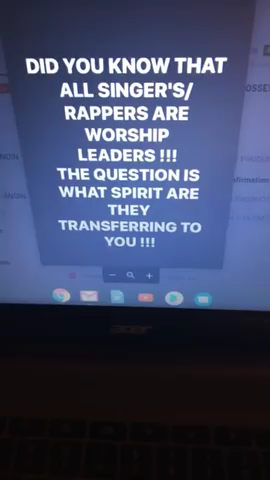 DID YOU KNOW THAT
ALL SINGER'S/
RAPPERS ARE
WORSHIP
LEADERS !!!
THE QUESTION IS
WHAT SPIRIT ARE
THEY
TRANSFERRING TO
YOU !!!
acer